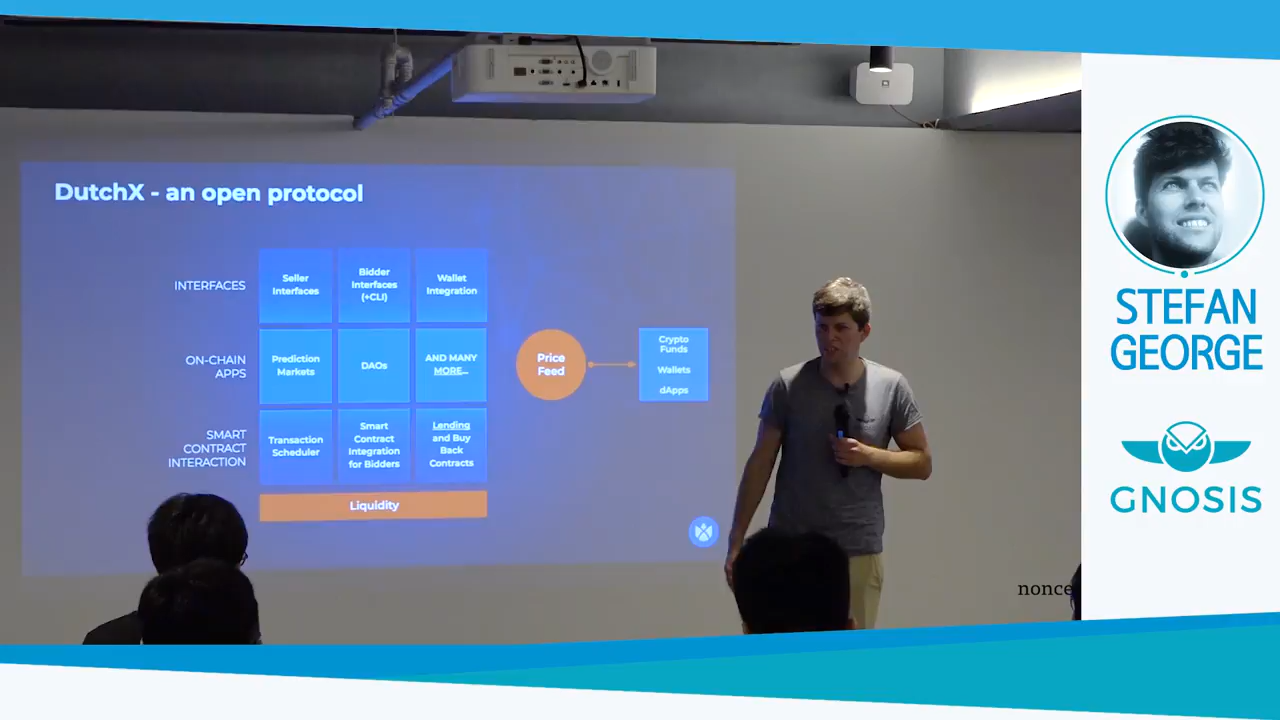 DutchX - an open protocol
INTERFACES
Seller
Interfaces
Bidder
Interfaces
(+CLI)
Wallet
Integration
ON-CHAIN
APPS
Prediction
Markets
DAOs
AND MANY
MORE...
SMART
CONTRACT
INTERACTION
Transaction
Scheduler
Smart
Contract
Integration
for Bidders
Lending
and Buy
Back
Contracts
Liquidity
Price
Feed
Crypto
Funds
Wallets
dApps
nonce
STEFAN
GEORGE
GNOSIS